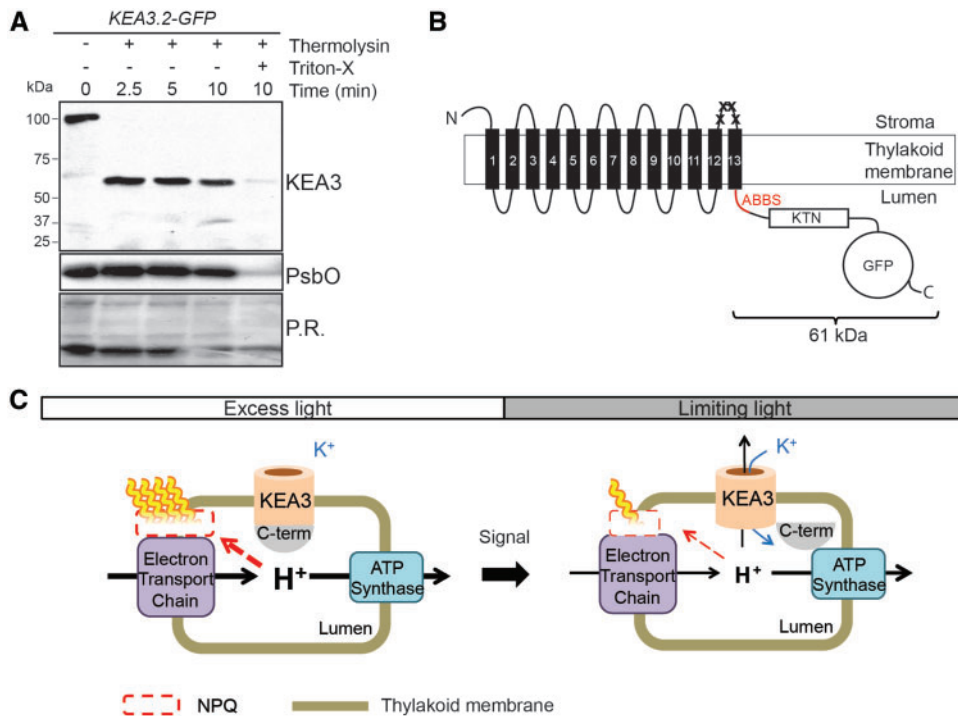 A
KEA3.2-GFP
- + + + + Thermolysin
- - - - + Triton-X
kDa 0 2.5 5 10 10 Time (min)
100
75
50
37
25
KEA3
PsbO
P.R.
B
N
1 2 3 4 5 6 7 8 9 10 11 12 13
Stroma
Thylakoid
membrane
Lumen
ABBS
KTN
GFP
C
61 kDa
C
Excess light
Limiting light
K+
KEA3
C-term
Electron
Transport
Chain
H+
ATP
Synthase
Lumen
Signal
K+
KEA3
C-term
Electron
Transport
Chain
H+
ATP
Synthase
Lumen
NPQ
Thylakoid membrane